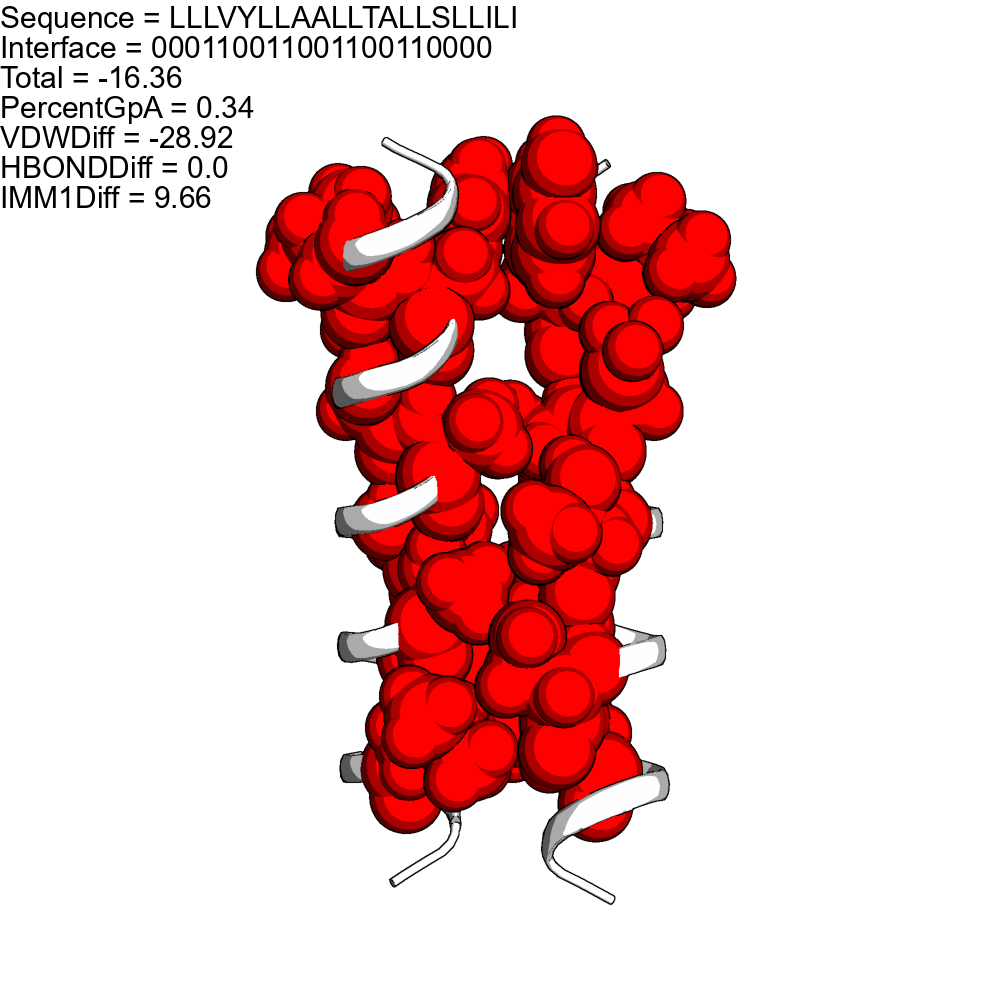 Sequence = LLLVYLLAALLTALLSLLILI
Interface = 000110011001100110000
Total = -16.36
PercentGpA = 0.34
VDWDiff = -28.92
HBONDDiff = 0.0
IMM1Diff = 9.66